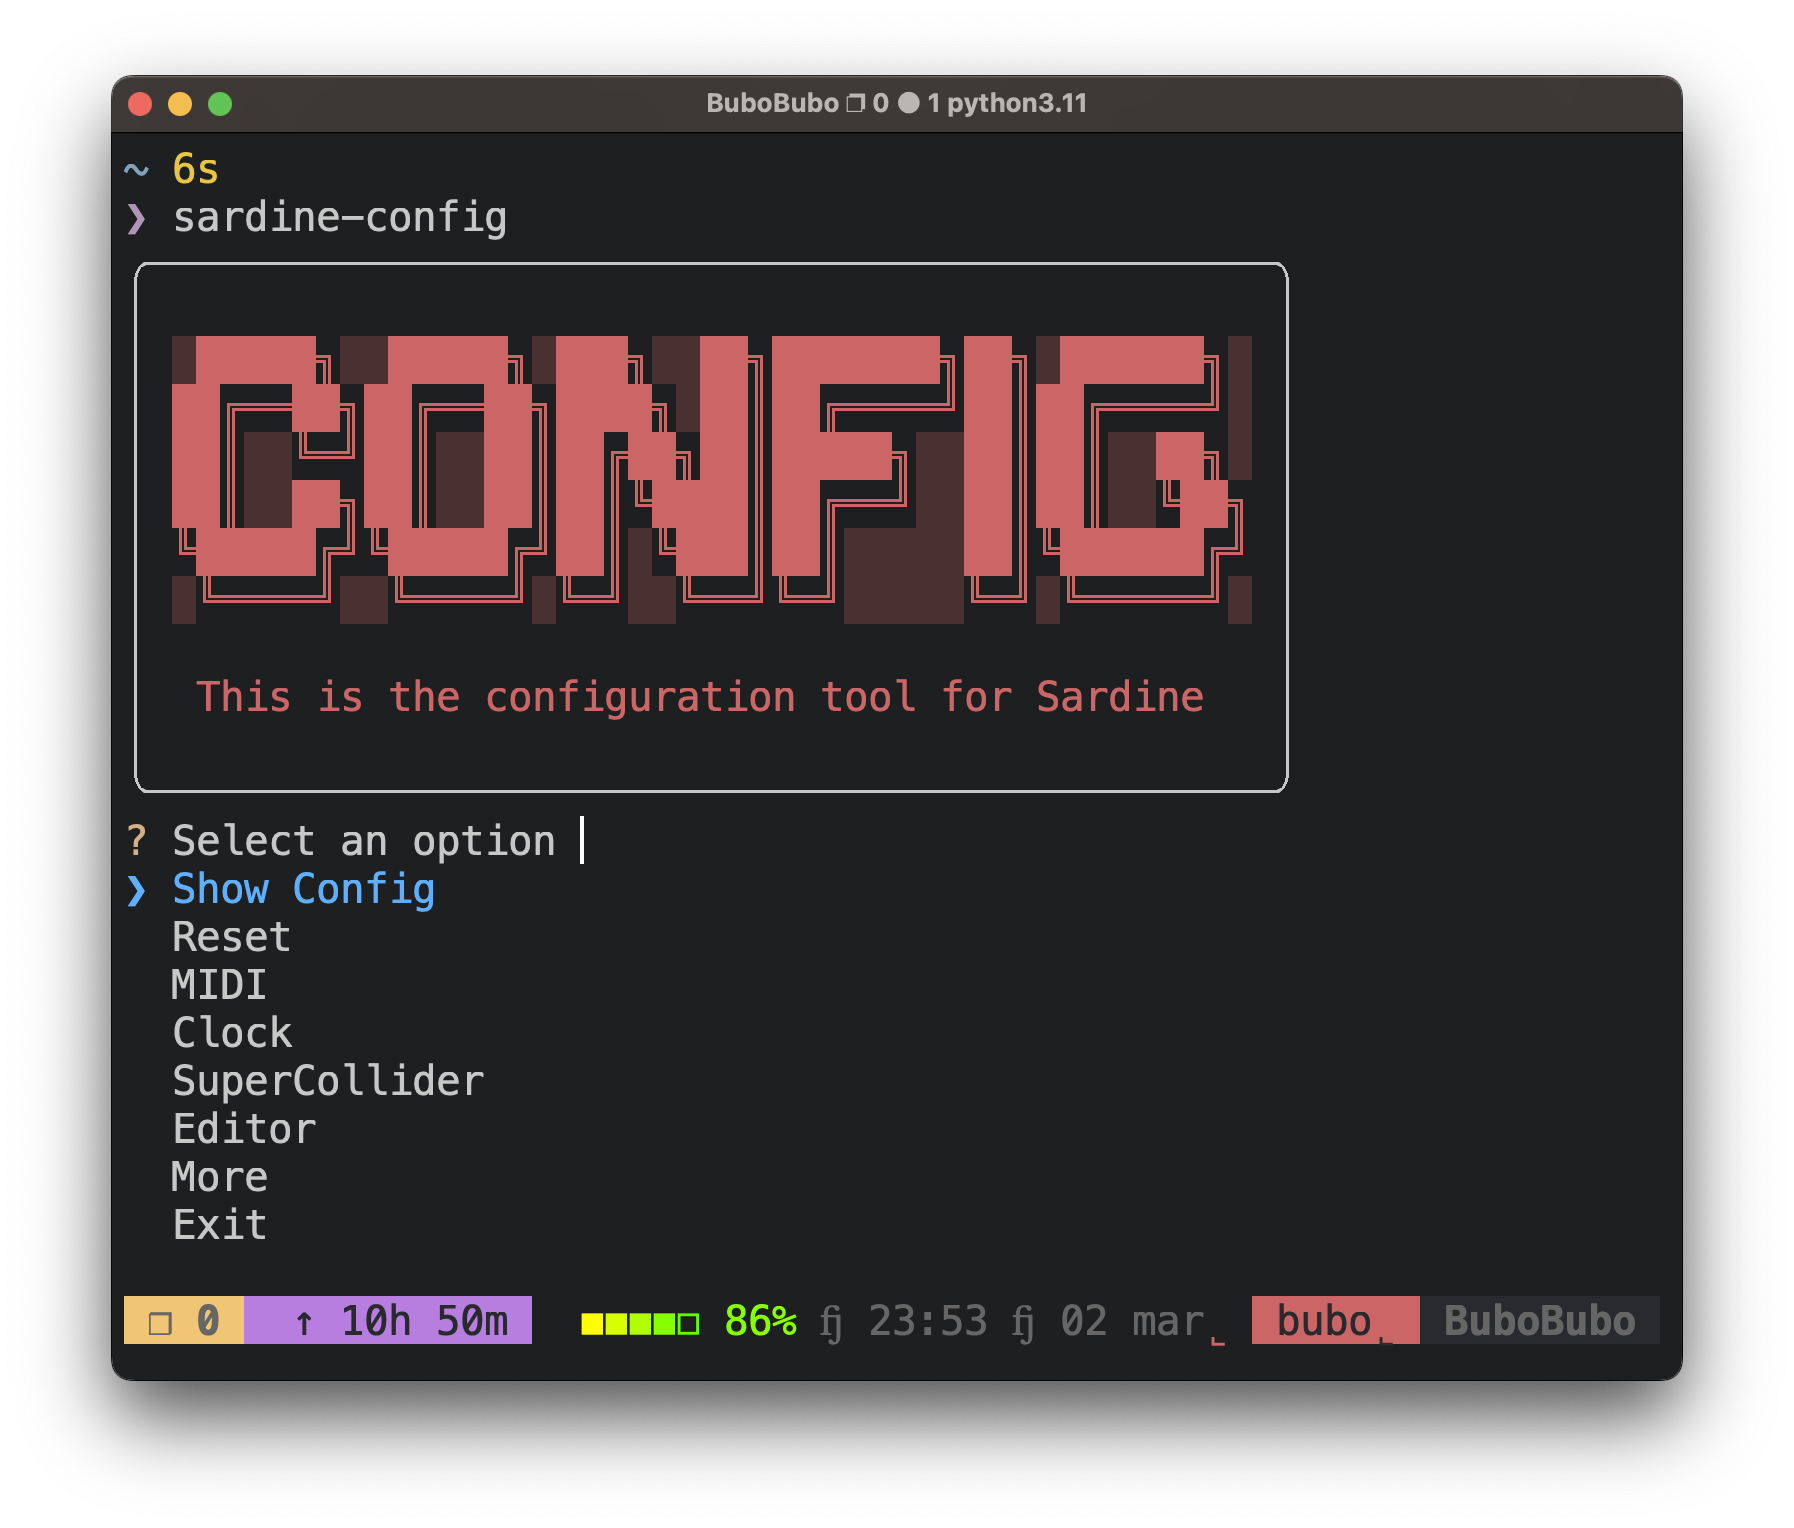 BuboBubo ❐ 0 ● 1 python3.11
~ 6s
❯ sardine-config
CONFIG
This is the configuration tool for Sardine
? Select an option
❯ Show Config
Reset
MIDI
Clock
SuperCollider
Editor
More
Exit
❐ 0 ↑ 10h 50m 86% 23:53 02 mar bubo BuboBubo